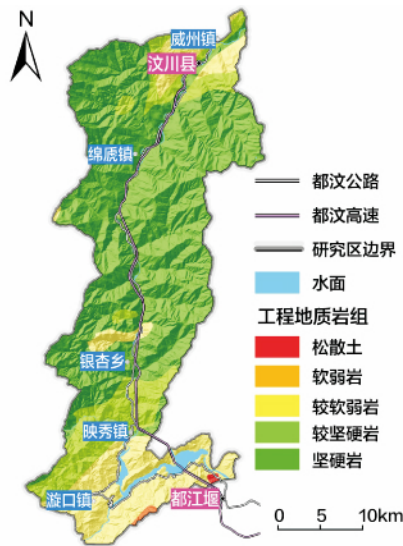 N
威州镇
汶川县
绵虒镇
银杏乡
映秀镇
漩口镇
都江堰
都汶公路
都汶高速
研究区边界
水面
工程地质岩组
松散土
软弱岩
较软弱岩
较坚硬岩
坚硬岩
0 5 10km